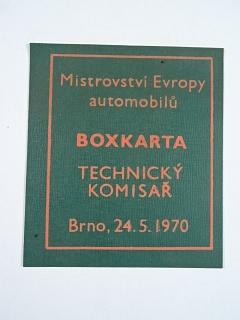 Mistrovství Evropy
automobilů
BOXKARTA
TECHNICKÝ
KOMISAŘ
Brno, 24. 5. 1970